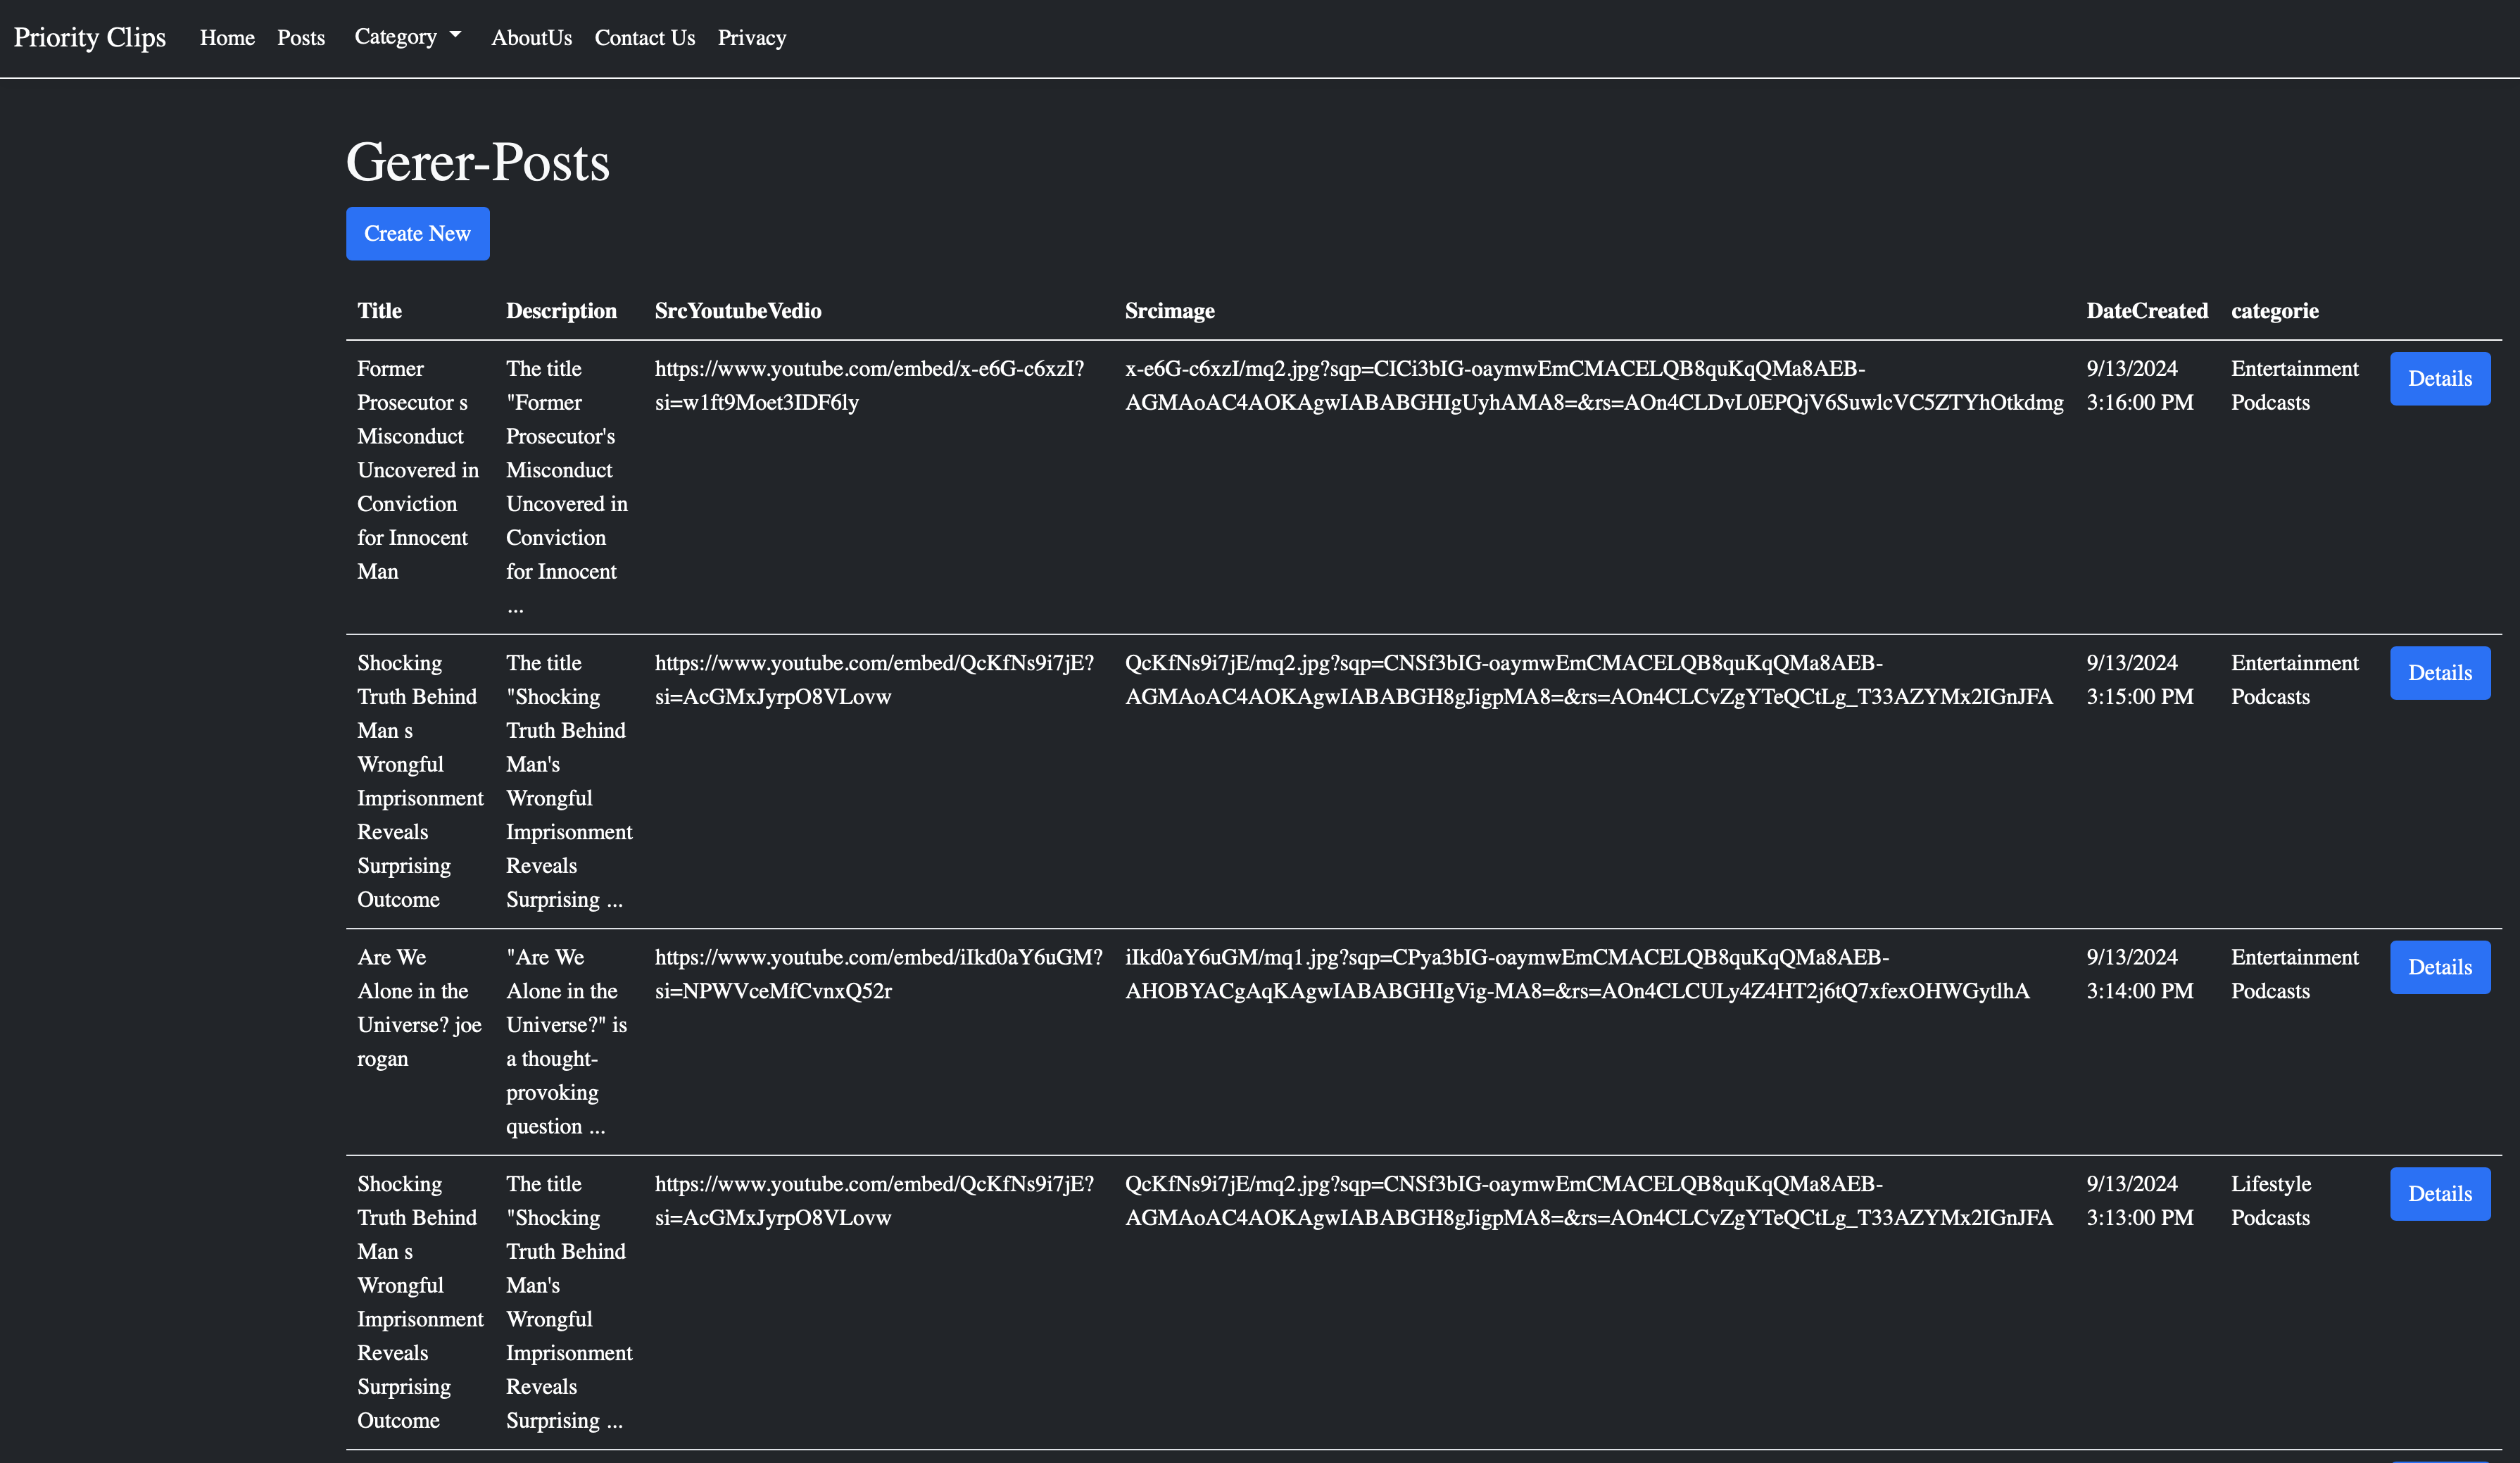 Priority Clips Home Posts Category AboutUs Contact Us Privacy
Gerer-Posts
Create New
Title Description SrcYoutubeVedio Srcimage DateCreated categorie
Former
Prosecutor s
Misconduct
Uncovered in
Conviction
for Innocent
Man
The title
"Former
Prosecutor's
Misconduct
Uncovered in
Conviction
for Innocent
...
https://www.youtube.com/embed/x-e6G-c6xzI?
si=w1ft9Moet3IDF6ly
x-e6G-c6xzI/mq2.jpg?sqp=CICi3bIG-oaymwEmCMACELQB8quKqQMa8AEB-
AGMAoAC4AOKAgwIABABGHIgUyhAMA8=&rs=AOn4CLDvL0EPQjV6SuwlcVC5ZTYhOtkdmg
9/13/2024
3:16:00 PM
Entertainment
Podcasts
Details
Shocking
Truth Behind
Man s
Wrongful
Imprisonment
Reveals
Surprising
Outcome
The title
"Shocking
Truth Behind
Man's
Wrongful
Imprisonment
Reveals
Surprising ...
https://www.youtube.com/embed/QcKfNs9i7jE?
si=AcGMxJyrpO8VLovw
QcKfNs9i7jE/mq2.jpg?sqp=CNSf3bIG-oaymwEmCMACELQB8quKqQMa8AEB-
AGMAoAC4AOKAgwIABABGH8gJigpMA8=&rs=AOn4CLCvZgYTeQCtLg_T33AZYMx2IGnJFA
9/13/2024
3:15:00 PM
Entertainment
Podcasts
Details
Are We
Alone in the
Universe? joe
rogan
"Are We
Alone in the
Universe?" is
a thought-
provoking
question ...
https://www.youtube.com/embed/iIkd0aY6uGM?
si=NPWVceMfCvnxQ52r
iIkd0aY6uGM/mq1.jpg?sqp=CPya3bIG-oaymwEmCMACELQB8quKqQMa8AEB-
AHOBYACgAqKAgwIABABGHIgVig-MA8=&rs=AOn4CLCULy4Z4HT2j6tQ7xfexOHWGytlhA
9/13/2024
3:14:00 PM
Entertainment
Podcasts
Details
Shocking
Truth Behind
Man s
Wrongful
Imprisonment
Reveals
Surprising
Outcome
The title
"Shocking
Truth Behind
Man's
Wrongful
Imprisonment
Reveals
Surprising ...
https://www.youtube.com/embed/QcKfNs9i7jE?
si=AcGMxJyrpO8VLovw
QcKfNs9i7jE/mq2.jpg?sqp=CNSf3bIG-oaymwEmCMACELQB8quKqQMa8AEB-
AGMAoAC4AOKAgwIABABGH8gJigpMA8=&rs=AOn4CLCvZgYTeQCtLg_T33AZYMx2IGnJFA
9/13/2024
3:13:00 PM
Lifestyle
Podcasts
Details